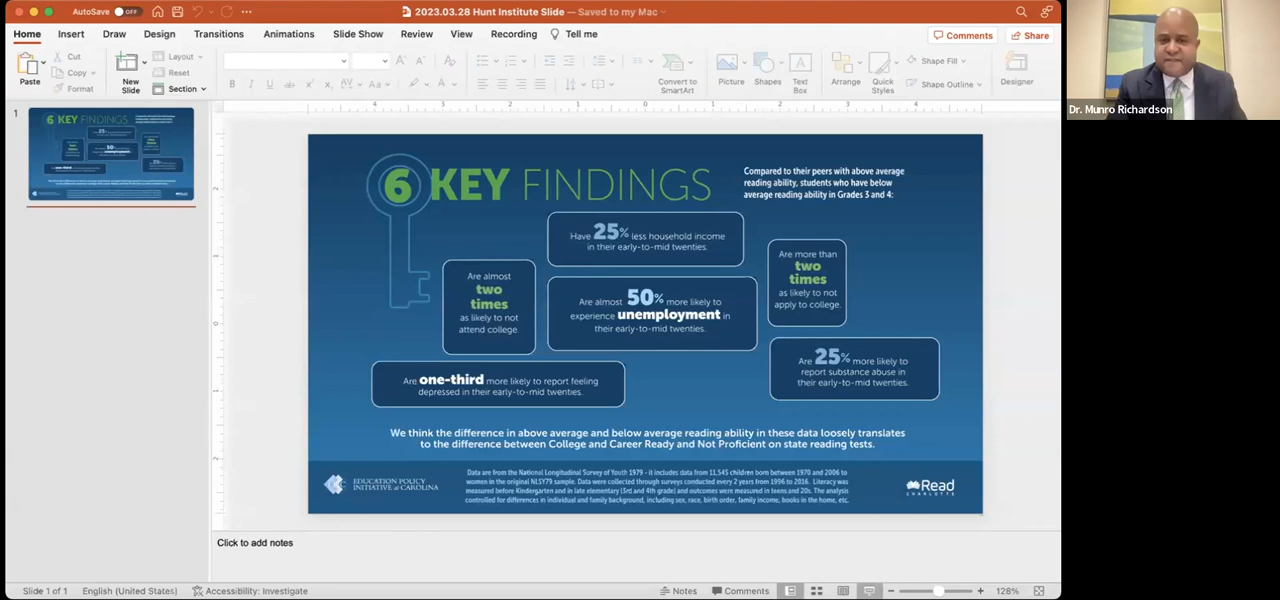 AutoSave OFF
2023.03.28 Hunt Institute Slide — Saved to my Mac
Home Insert Draw Design Transitions Animations Slide Show Review View Recording Tell me
Comments Share
Paste
Cut
Copy
Format
New
Slide
Layout
Reset
Section
Convert to
SmartArt
Picture
Shapes
Text
Box
Arrange
Quick
Styles
Shape Fill
Shape Outline
Designer
Dr. Munro Richardson
1
6 KEY FINDINGS
Compared to their peers with above average
reading ability, students who have below
average reading ability in Grades 3 and 4:
Have 25% less household income
in their early-to-mid twenties.
Are almost
two
times
as likely to not
attend college.
Are almost 50% more likely to
experience unemployment in
their early-to-mid twenties.
Are more than
two
times
as likely to not
apply to college.
Are one-third more likely to report feeling
depressed in their early-to-mid twenties.
Are 25% more likely to
report substance abuse in
their early-to-mid twenties.
We think the difference in above average and below average reading ability in these data loosely translates
to the difference between College and Career Ready and Not Proficient on state reading tests.
EDUCATION POLICY
INITIATIVE at CAROLINA
Data are from the National Longitudinal Survey of Youth 1979 - it includes data from 11,545 children born between 1970 and 2006 to
women in the original NLSY79 sample. Data were collected through surveys conducted every 2 years from 1996 to 2016. Literacy was
measured before Kindergarten and in late elementary (3rd and 4th grade) and outcomes were measured in teens and 20s. The analysis
controlled for differences in individual and family background, including sex, race, birth order, family income, books in the home, etc.
Read
CHARLOTTE
Click to add notes
Slide 1 of 1 English (United States) Accessibility: Investigate Notes Comments 128%